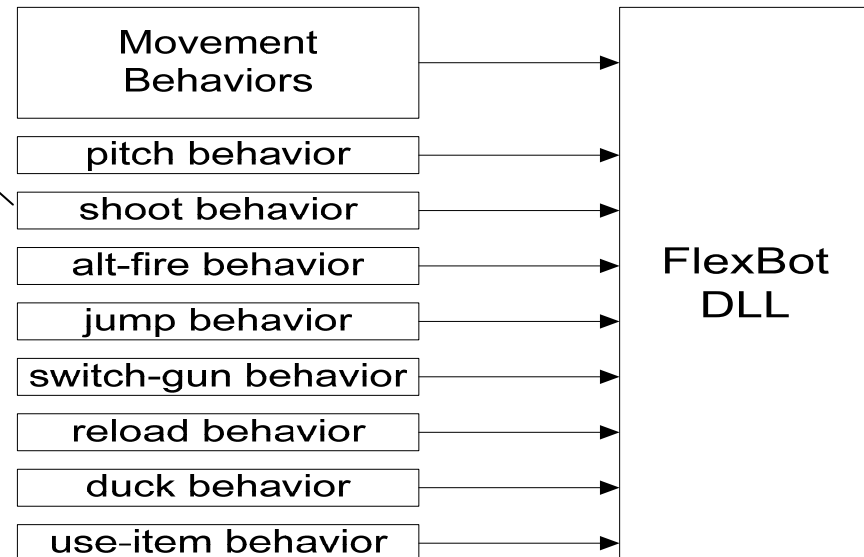 Movement
Behaviors
pitch behavior
shoot behavior
alt-fire behavior
jump behavior
switch-gun behavior
reload behavior
duck behavior
use-item behavior
FlexBot
DLL